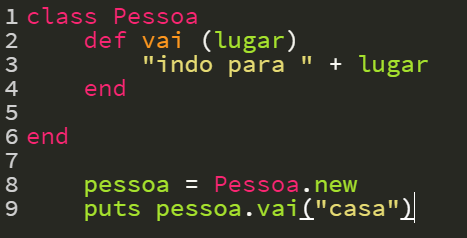 1 class Pessoa
2     def vai (lugar)
3         "indo para " + lugar
4     end
5
6 end
7
8     pessoa = Pessoa.new
9     puts pessoa.vai("casa")